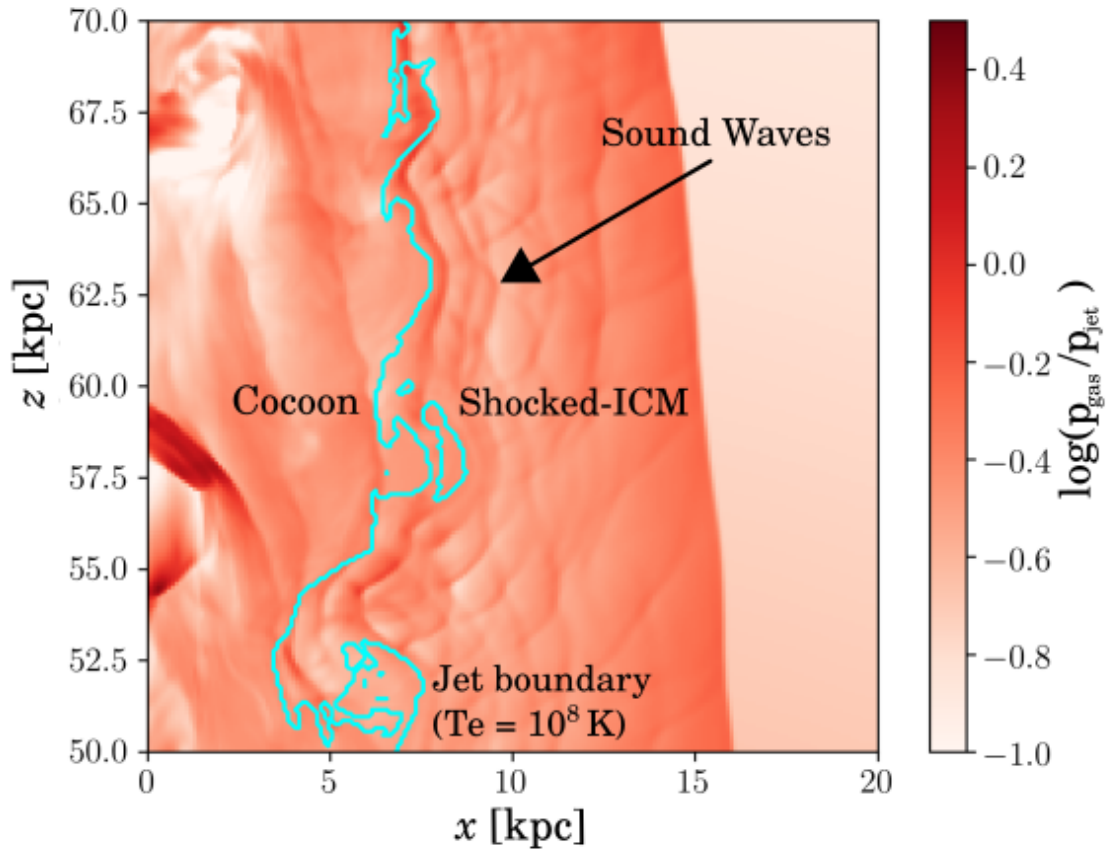 70.0
67.5
65.0
62.5
60.0
57.5
55.0
52.5
50.0
z [kpc]
0
5
10
15
20
x [kpc]
Sound Waves
Cocoon
Shocked-ICM
Jet boundary
(Te = 10⁸ K)
0.4
0.2
0.0
−0.2
−0.4
−0.6
−0.8
−1.0
log(p_gas/p_jet)